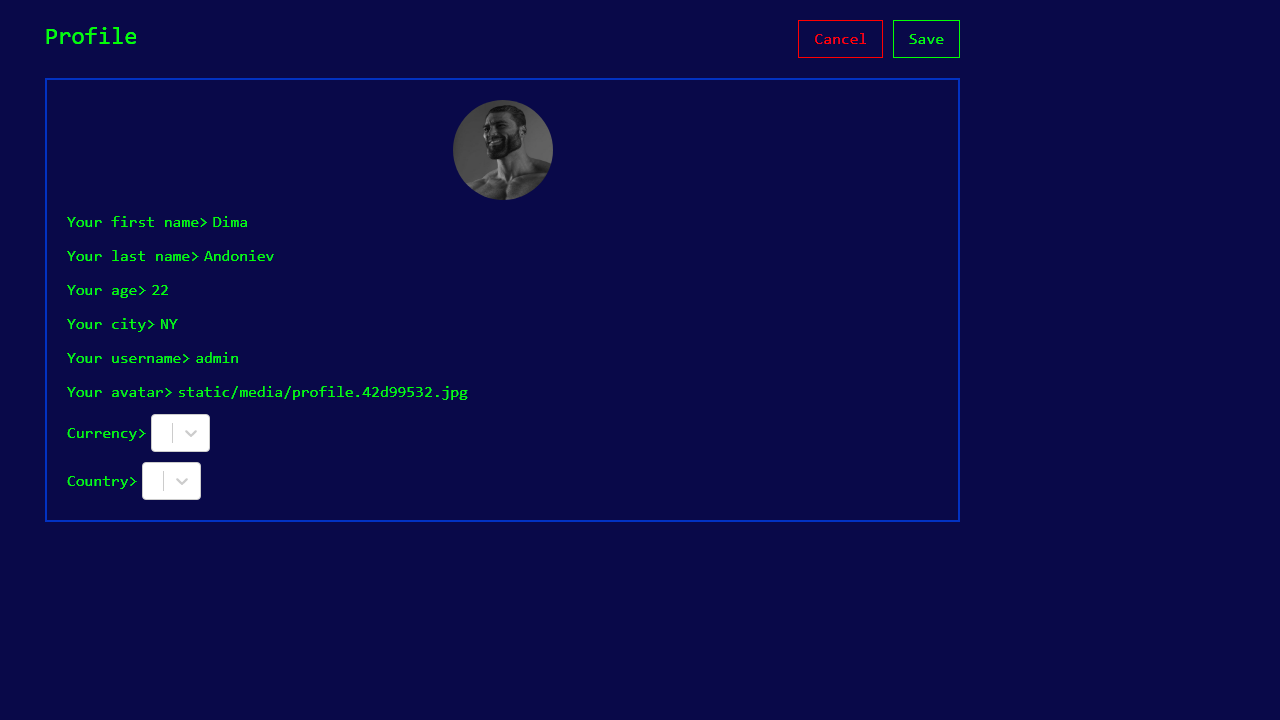 Profile
Cancel
Save
Your first name> Dima
Your last name> Andoniev
Your age> 22
Your city> NY
Your username> admin
Your avatar> static/media/profile.42d99532.jpg
Currency>
Country>